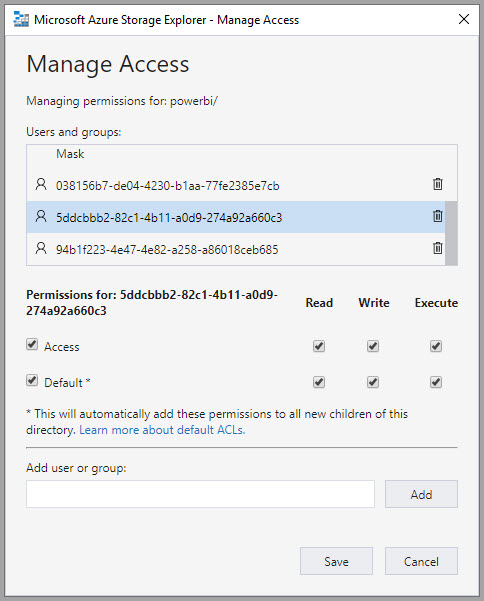 Microsoft Azure Storage Explorer - Manage Access
Manage Access
Managing permissions for: powerbi/
Users and groups:
Mask
038156b7-de04-4230-b1aa-77fe2385e7cb
5ddcbbb2-82c1-4b11-a0d9-274a92a660c3
94b1f223-4e47-4e82-a258-a86018ceb685
Permissions for: 5ddcbbb2-82c1-4b11-a0d9-
274a92a660c3
Read Write Execute
Access
Default *
* This will automatically add these permissions to all new children of this
directory. Learn more about default ACLs.
Add user or group:
Add
Save Cancel